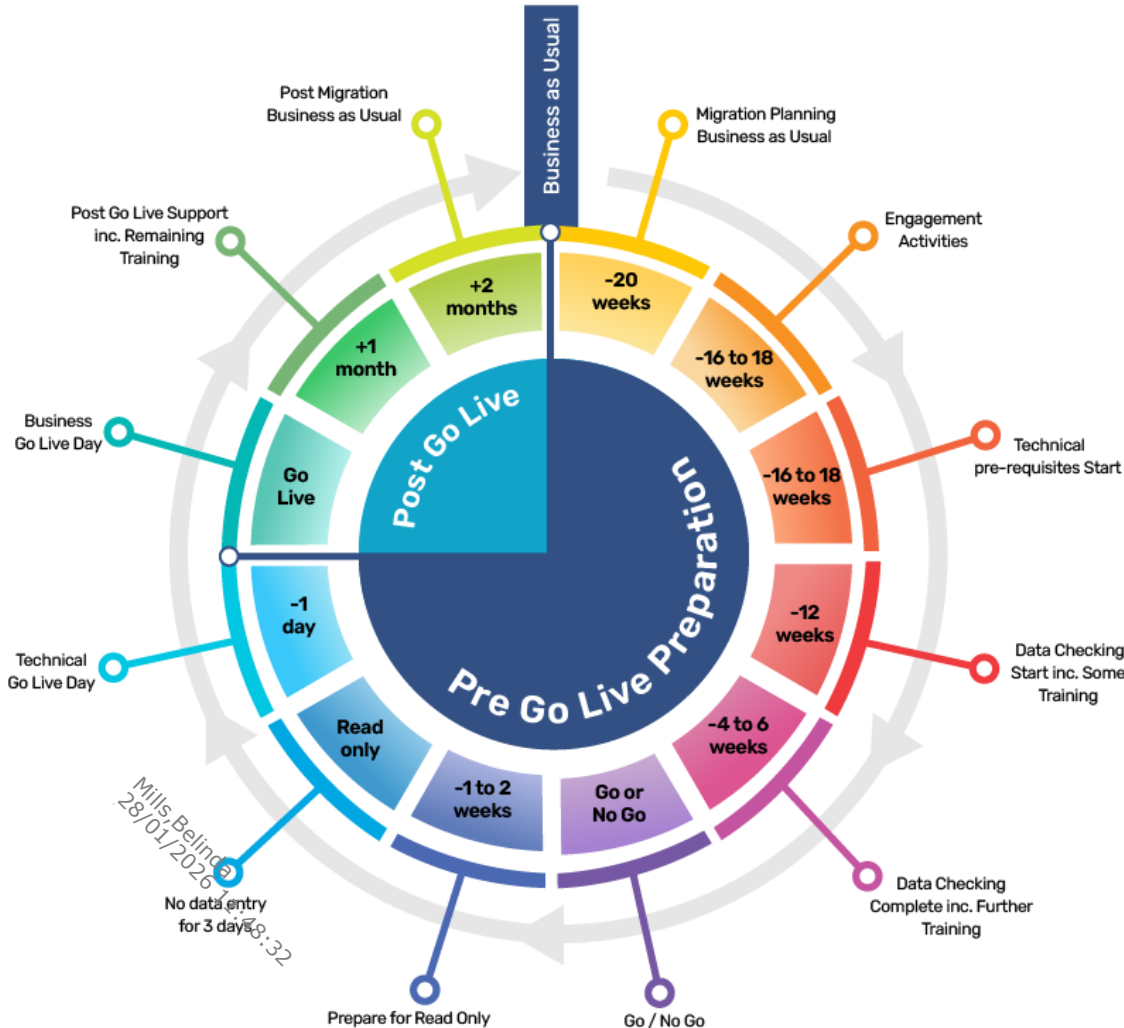 Business as Usual
Migration Planning
Business as Usual
-20
weeks
Engagement
Activities
-16 to 18
weeks
Technical
pre-requisites Start
-16 to 18
weeks
Data Checking
Start inc. Some
Training
-12
weeks
Data Checking
Complete inc. Further
Training
-4 to 6
weeks
Go / No Go
Go or
No Go
Prepare for Read Only
-1 to 2
weeks
No data entry
for 3 days
Read
only
Technical
Go Live Day
-1
day
Business
Go Live Day
Go
Live
Post Go Live Support
inc. Remaining
Training
+1
month
Post Migration
Business as Usual
+2
months
Post Go Live
Pre Go Live Preparation
Mills,Belinda
28/01/2026
:48:32